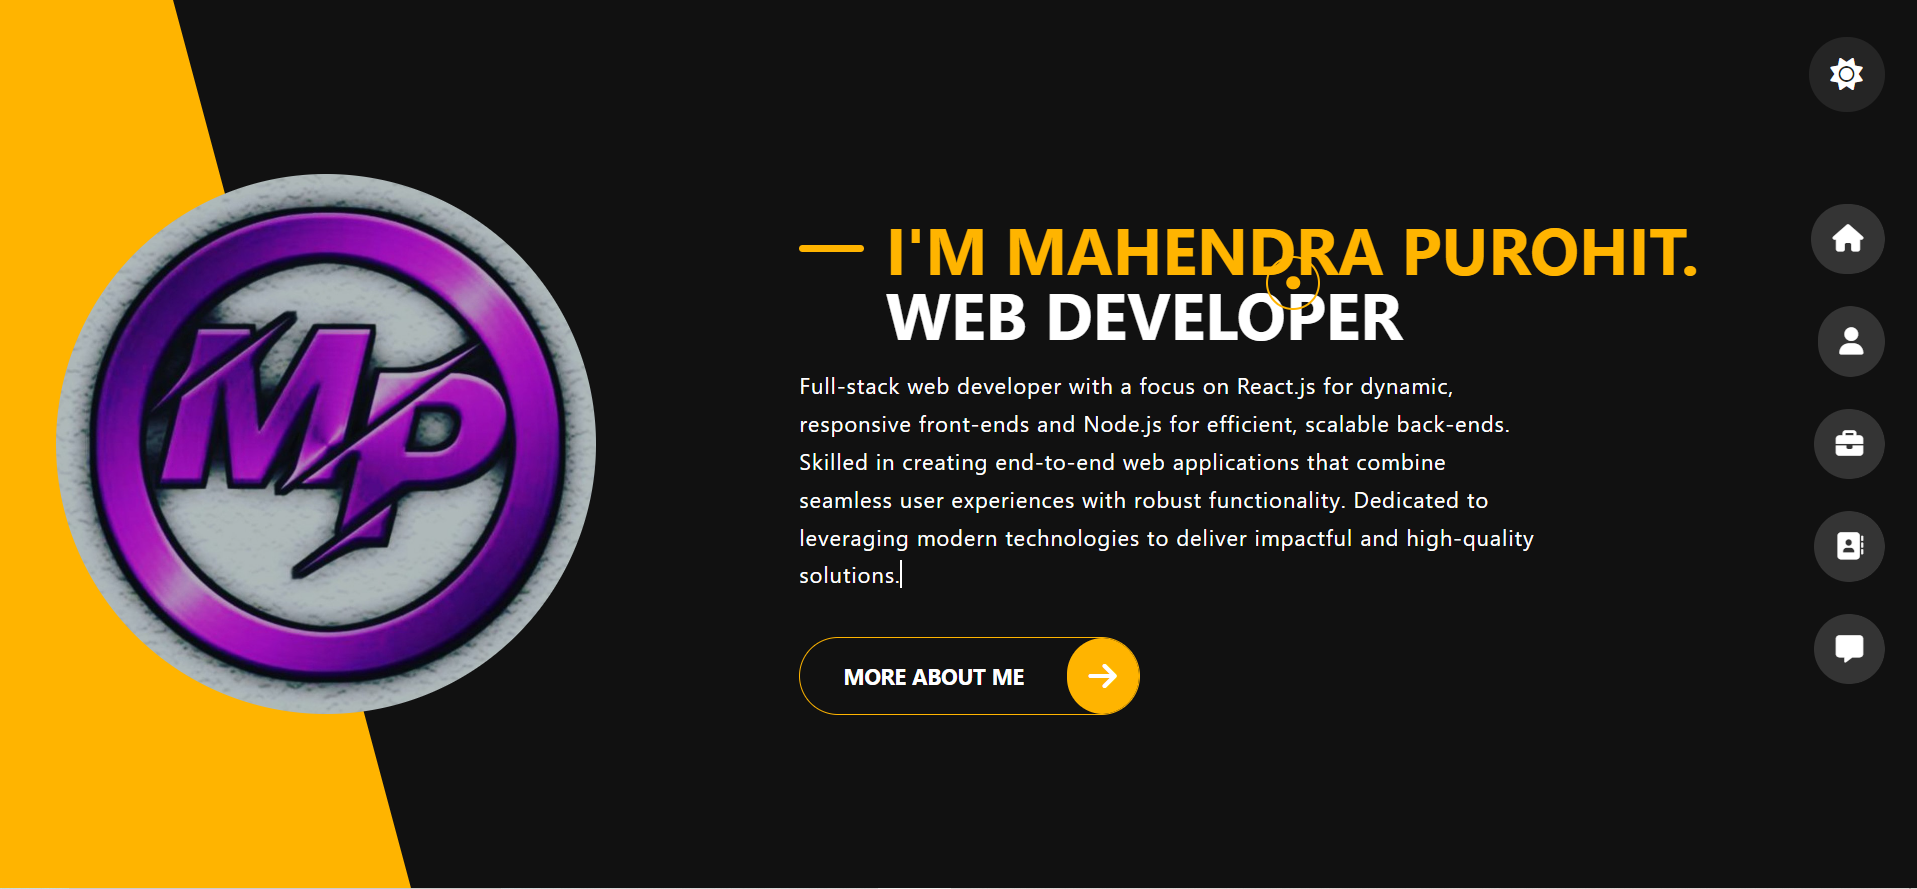 MP
I'M MAHENDRA PUROHIT.
WEB DEVELOPER
Full-stack web developer with a focus on React.js for dynamic,
responsive front-ends and Node.js for efficient, scalable back-ends.
Skilled in creating end-to-end web applications that combine
seamless user experiences with robust functionality. Dedicated to
leveraging modern technologies to deliver impactful and high-quality
solutions.
MORE ABOUT ME